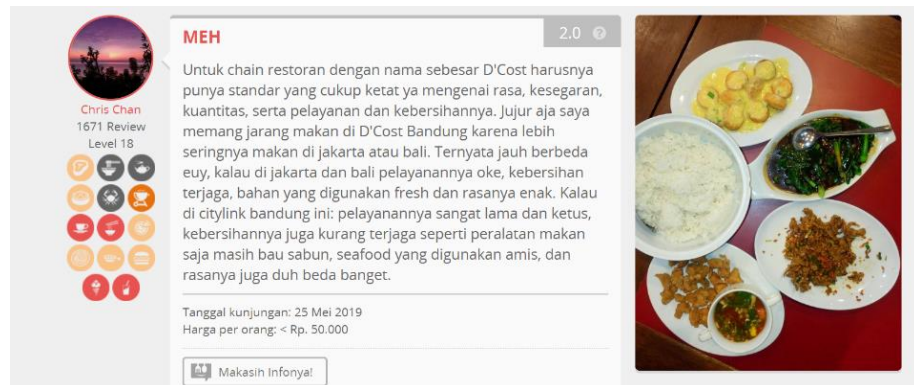 MEH
2.0
Untuk chain restoran dengan nama sebesar D'Cost harusnya
punya standar yang cukup ketat ya mengenai rasa, kesegaran,
kuantitas, serta pelayanan dan kebersihannya. Jujur aja saya
memang jarang makan di D'Cost Bandung karena lebih
seringnya makan di jakarta atau bali. Ternyata jauh berbeda
euy, kalau di jakarta dan bali pelayanannya oke, kebersihan
terjaga, bahan yang digunakan fresh dan rasanya enak. Kalau
di citylink bandung ini: pelayanannya sangat lama dan ketus,
kebersihannya juga kurang terjaga seperti peralatan makan
saja masih bau sabun, seafood yang digunakan amis, dan
rasanya juga duh beda banget.
Chris Chan
1671 Review
Level 18
Tanggal kunjungan: 25 Mei 2019
Harga per orang: < Rp. 50.000
Makasih Infonya!